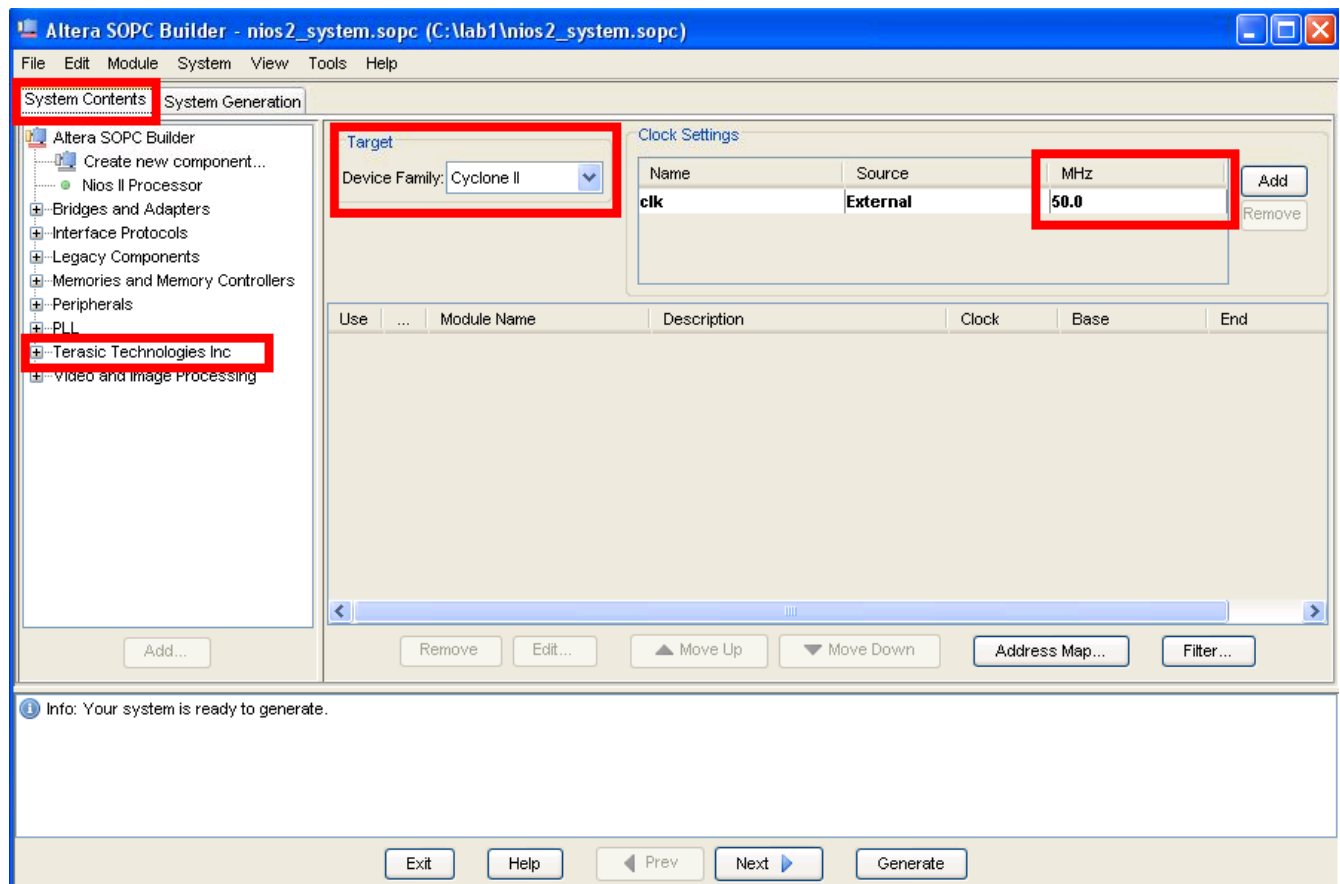 Altera SOPC Builder - nios2_system.sopc (C:\lab1\nios2_system.sopc)
File Edit Module System View Tools Help
System Contents System Generation
Altera SOPC Builder
Create new component...
Nios II Processor
Bridges and Adapters
Interface Protocols
Legacy Components
Memories and Memory Controllers
Peripherals
PLL
Terasic Technologies Inc
Video and Image Processing
Add...
Target
Device Family: Cyclone II
Clock Settings
Name Source MHz
clk External 50.0
Add
Remove
Use ... Module Name Description Clock Base End
Remove Edit... Move Up Move Down Address Map... Filter...
Info: Your system is ready to generate.
Exit Help Prev Next Generate